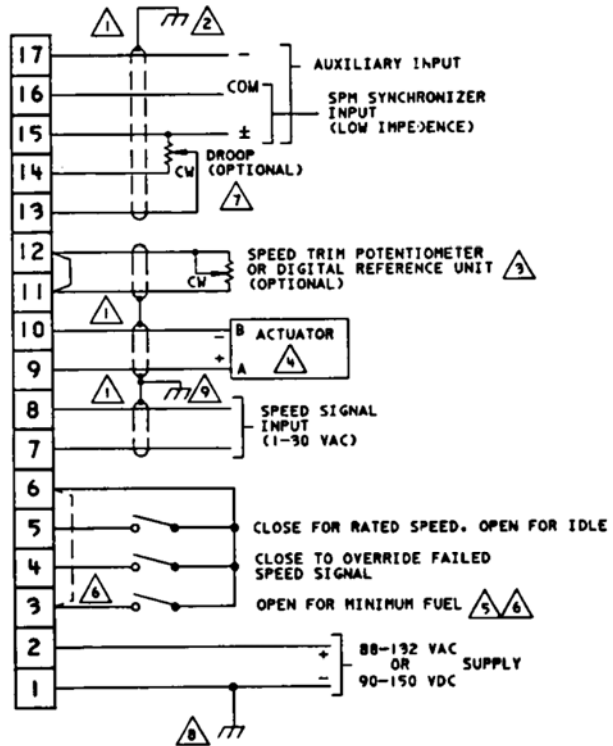 1 2
17 - AUXILIARY INPUT
16 COM SPM SYNCHRONIZER
INPUT
(LOW IMPEDENCE)
15 ±
14 CW DROOP
(OPTIONAL)
7
13
12 SPEED TRIM POTENTIOMETER
OR DIGITAL REFERENCE UNIT 3
(OPTIONAL)
CW
11
1
10 - B ACTUATOR
4
9 + A
1 9
8 SPEED SIGNAL
INPUT
(1-30 VAC)
7
6
5 CLOSE FOR RATED SPEED. OPEN FOR IDLE
4 CLOSE TO OVERRIDE FAILED
SPEED SIGNAL
6
3 OPEN FOR MINIMUM FUEL 5 6
2 + 88-132 VAC
OR SUPPLY
1 - 90-150 VDC
8